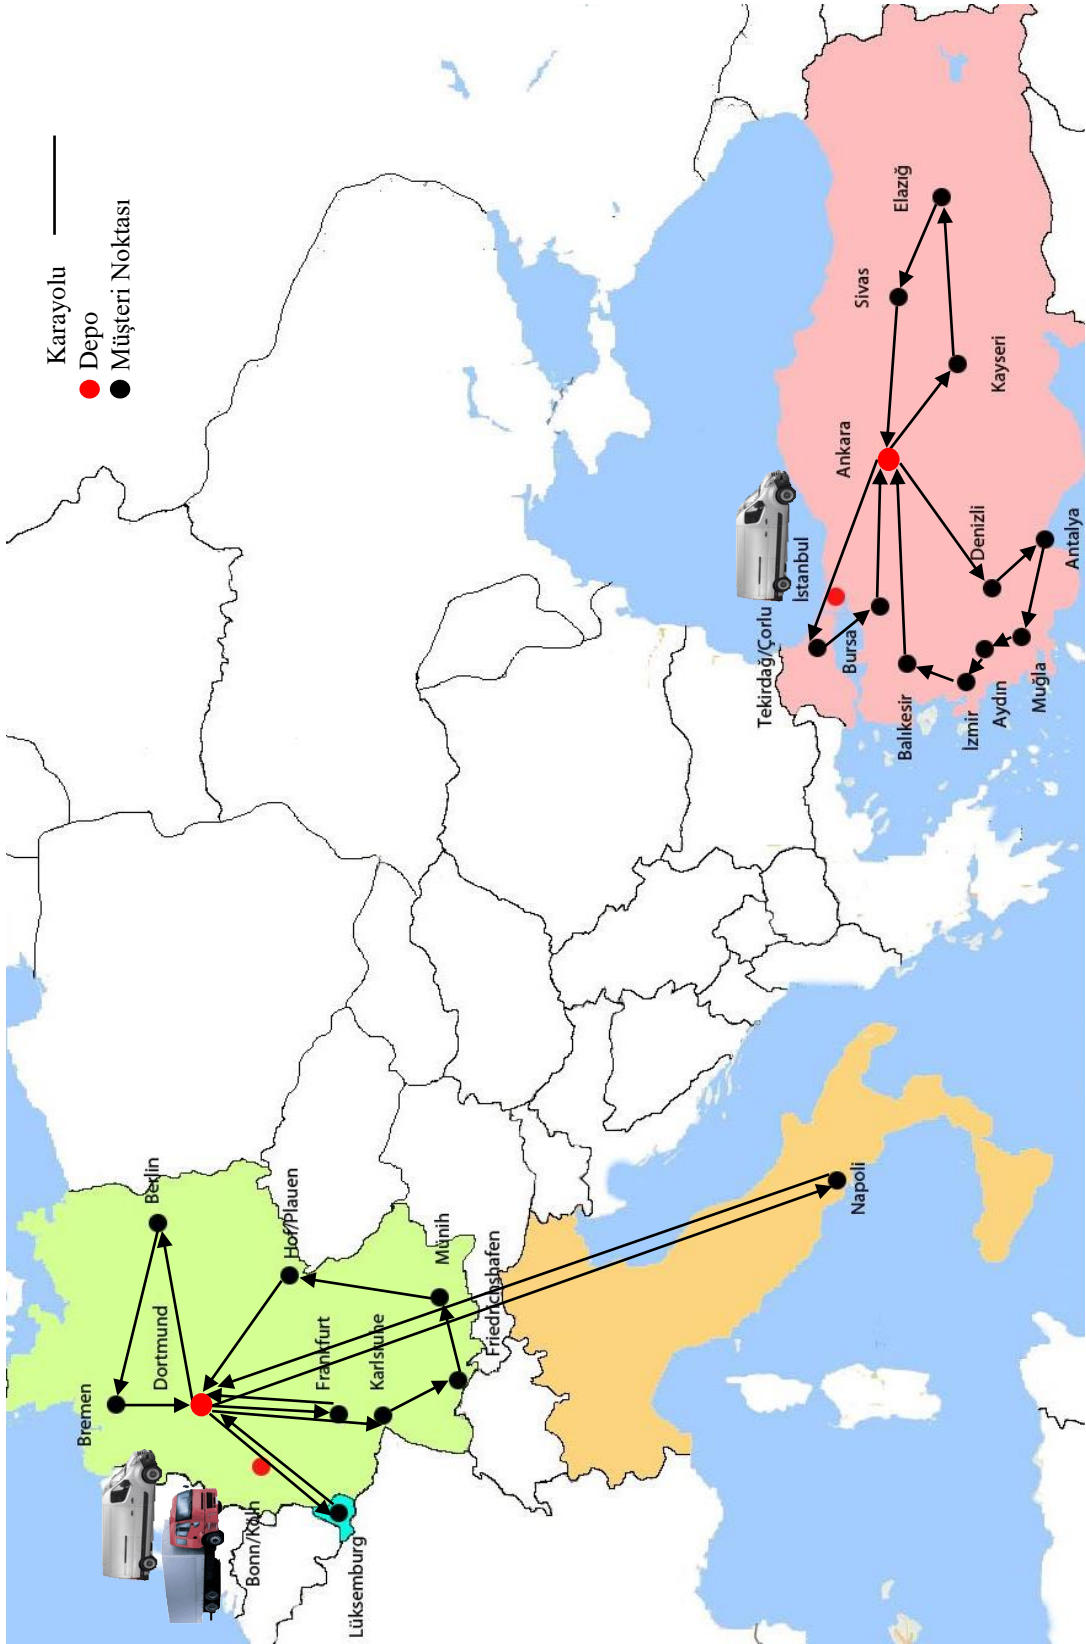 Karayolu
Depo
Müşteri Noktası
Bremen
Berlin
Dortmund
Bonn/Köln
Hof/Plauen
Frankfurt
Lüksemburg
Karlsruhe
Münih
Friedrichshafen
Napoli
Tekirdağ/Çorlu
İstanbul
Ankara
Sivas
Elazığ
Bursa
Kayseri
Balıkesir
Denizli
İzmir
Aydın
Muğla
Antalya